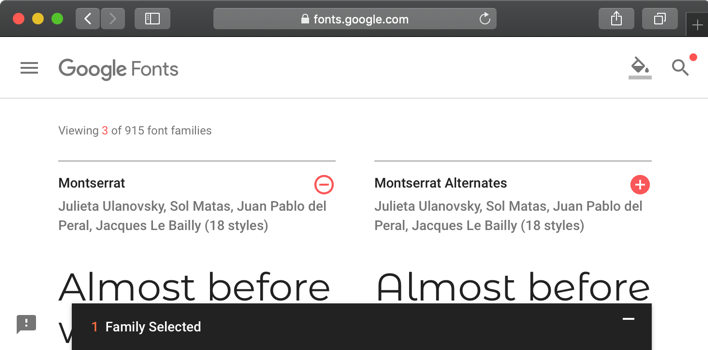 fonts.google.com
Google Fonts
Viewing 3 of 915 font families
Montserrat
Julieta Ulanovsky, Sol Matas, Juan Pablo del
Peral, Jacques Le Bailly (18 styles)
Almost before
Montserrat Alternates
Julieta Ulanovsky, Sol Matas, Juan Pablo del
Peral, Jacques Le Bailly (18 styles)
Almost before
1 Family Selected